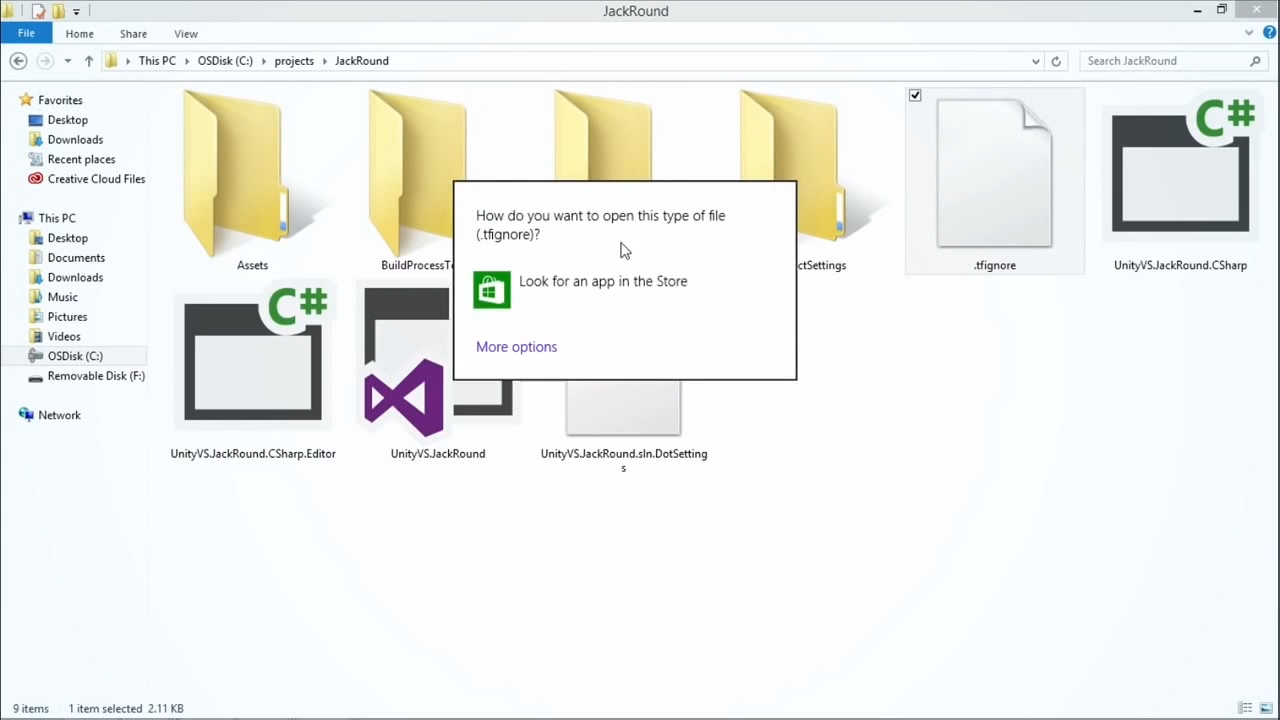 JackRound
File
Home
Share
View
This PC
OSDisk (C:)
projects
JackRound
Search JackRound
Favorites
Desktop
Downloads
Recent places
Creative Cloud Files
This PC
Desktop
Documents
Downloads
Music
Pictures
Videos
OSDisk (C:)
Removable Disk (F:)
Network
C#
Assets
BuildProcessTe
ctSettings
.tfignore
UnityVS.JackRound.CSharp
How do you want to open this type of file
(.tfignore)?
Look for an app in the Store
More options
C#
UnityVS.JackRound.CSharp.Editor
UnityVS.JackRound
UnityVS.JackRound.sln.DotSetting
s
9 items
1 item selected 2.11 KB